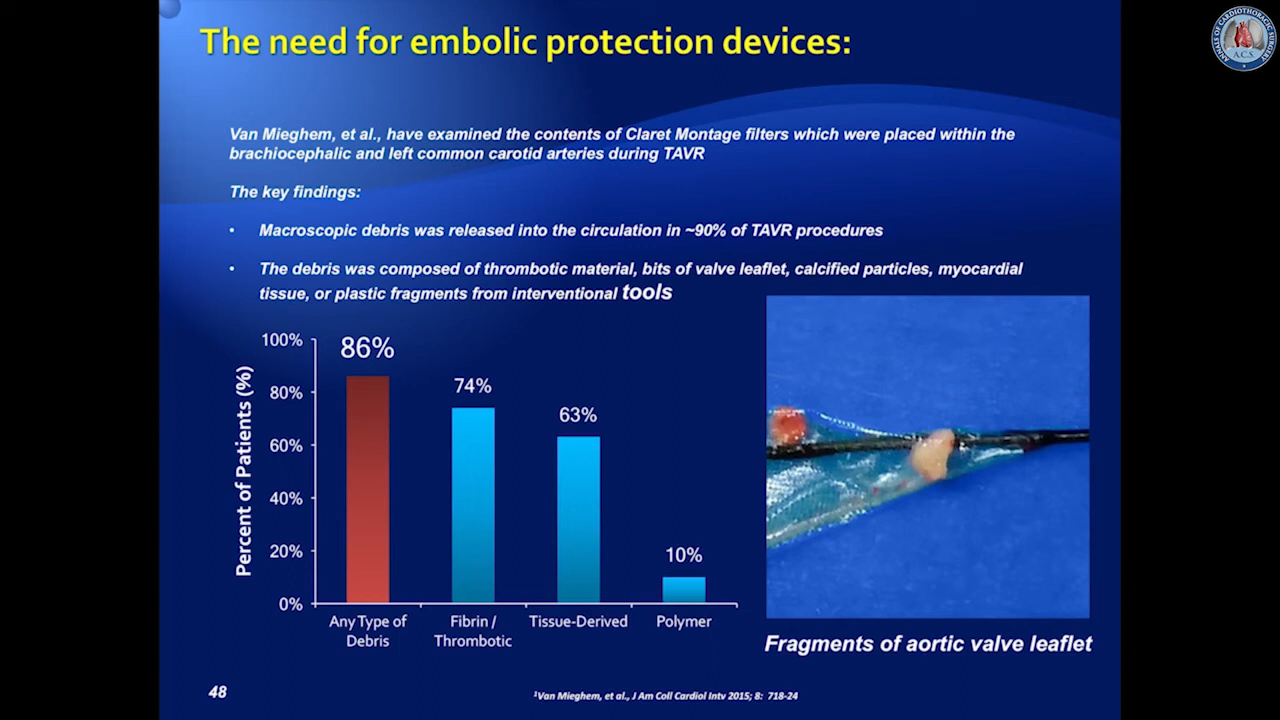 The need for embolic protection devices:
ANNALS OF CARDIOTHORACIC SURGERY
A.C.S
Van Mieghem, et al., have examined the contents of Claret Montage filters which were placed within the
brachiocephalic and left common carotid arteries during TAVR
The key findings:
• Macroscopic debris was released into the circulation in ~90% of TAVR procedures
• The debris was composed of thrombotic material, bits of valve leaflet, calcified particles, myocardial
tissue, or plastic fragments from interventional tools
Percent of Patients (%)
100%
80%
60%
40%
20%
0%
86%
74%
63%
10%
Any Type of
Debris
Fibrin /
Thrombotic
Tissue-Derived
Polymer
Fragments of aortic valve leaflet
48
¹Van Mieghem, et al., J Am Coll Cardiol Intv 2015; 8: 718-24